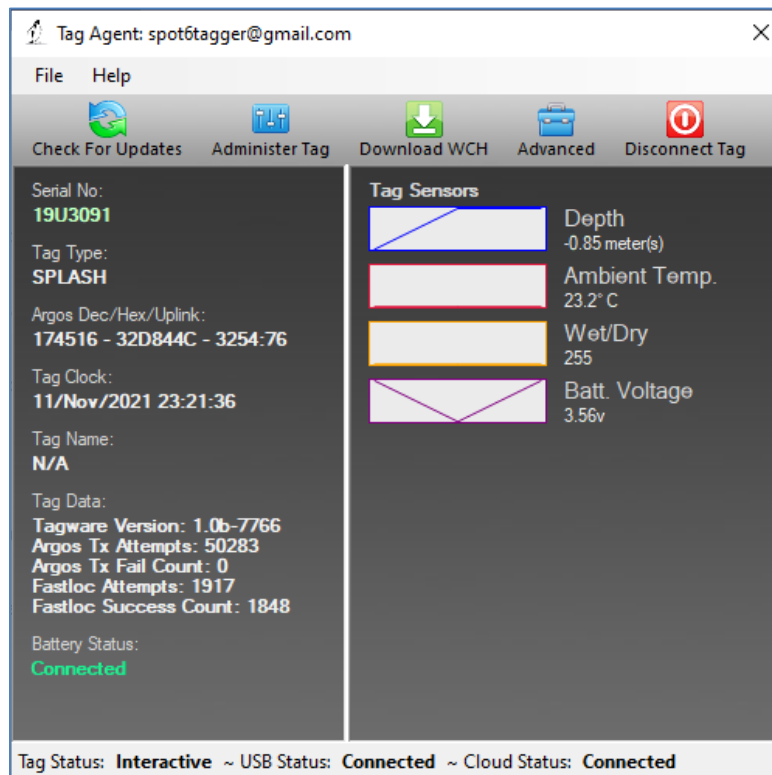 Tag Agent: spot6tagger@gmail.com
File Help
Check For Updates Administer Tag Download WCH Advanced Disconnect Tag
Serial No:
19U3091
Tag Type:
SPLASH
Argos Dec/Hex/Uplink:
174516 - 32D844C - 3254:76
Tag Clock:
11/Nov/2021 23:21:36
Tag Name:
N/A
Tag Data:
Tagware Version: 1.0b-7766
Argos Tx Attempts: 50283
Argos Tx Fail Count: 0
Fastloc Attempts: 1917
Fastloc Success Count: 1848
Battery Status:
Connected
Tag Sensors
Depth
-0.85 meter(s)
Ambient Temp.
23.2° C
Wet/Dry
255
Batt. Voltage
3.56v
Tag Status: Interactive ~ USB Status: Connected ~ Cloud Status: Connected